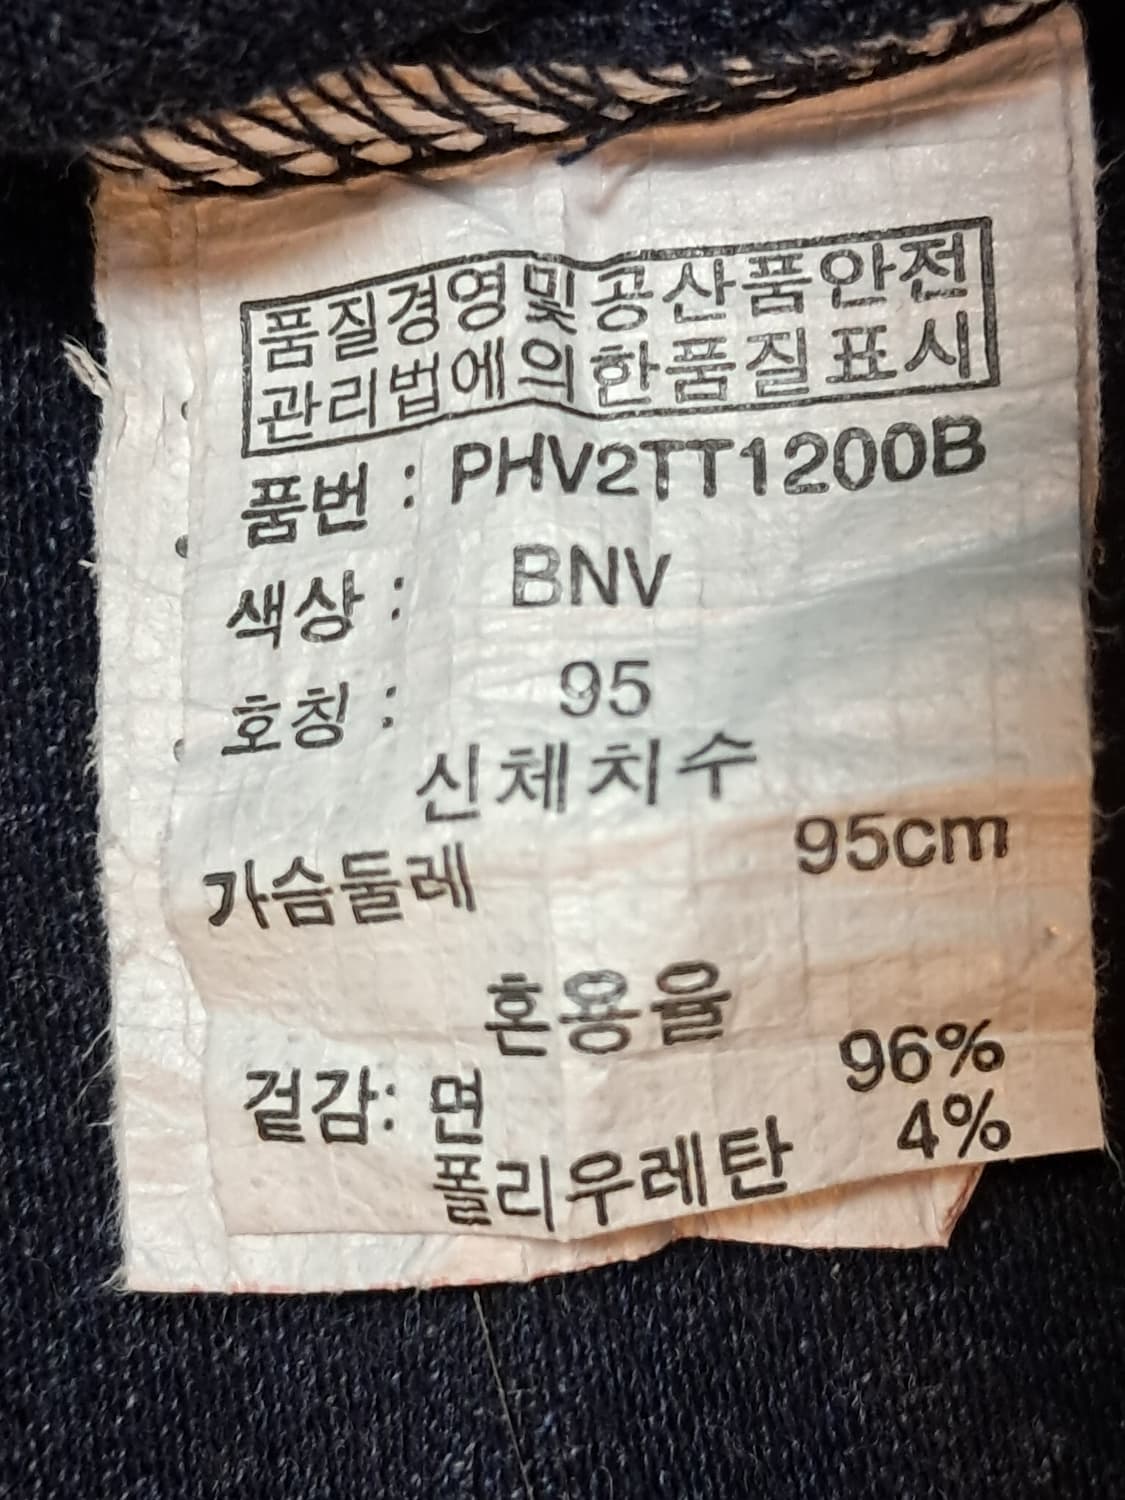 품질경영및공산품안전
관리법에의한품질표시
품번 : PHV2TT1200B
색상 : BNV
호칭 : 95
신체치수
가슴둘레 95cm
혼용율
겉감: 면 96%
폴리우레탄 4%